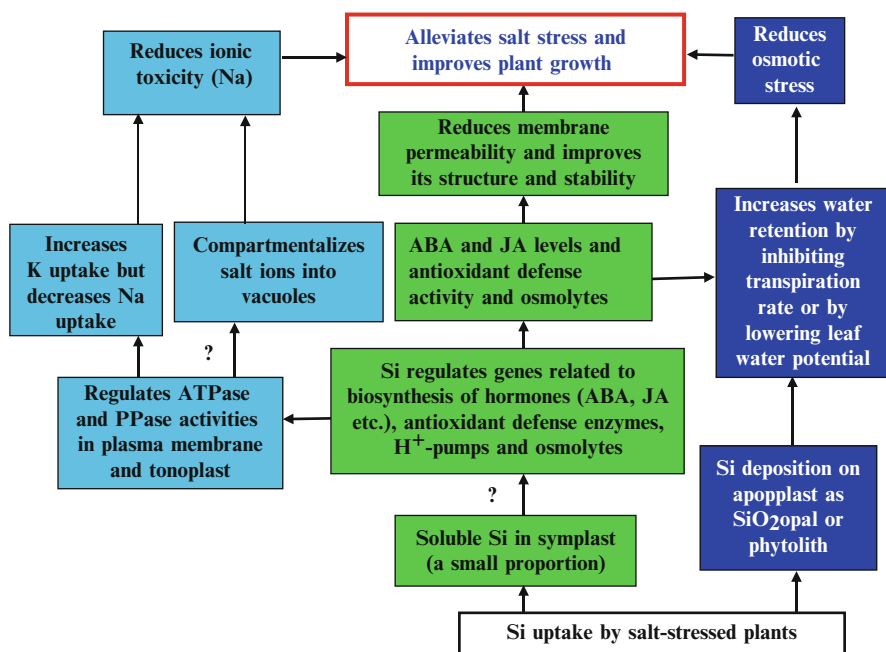 Reduces ionic
toxicity (Na)
Alleviates salt stress and
improves plant growth
Reduces
osmotic
stress
Reduces membrane
permeability and improves
its structure and stability
Increases
K uptake but
decreases Na
uptake
Compartmentalizes
salt ions into
vacuoles
ABA and JA levels and
antioxidant defense
activity and osmolytes
Increases water
retention by
inhibiting
transpiration
rate or by
lowering leaf
water potential
?
Regulates ATPase
and PPase activities
in plasma membrane
and tonoplast
Si regulates genes related to
biosynthesis of hormones (ABA, JA
etc.), antioxidant defense enzymes,
H⁺-pumps and osmolytes
Si deposition on
apopplast as
SiO₂opal or
phytolith
?
Soluble Si in symplast
(a small proportion)
Si uptake by salt-stressed plants